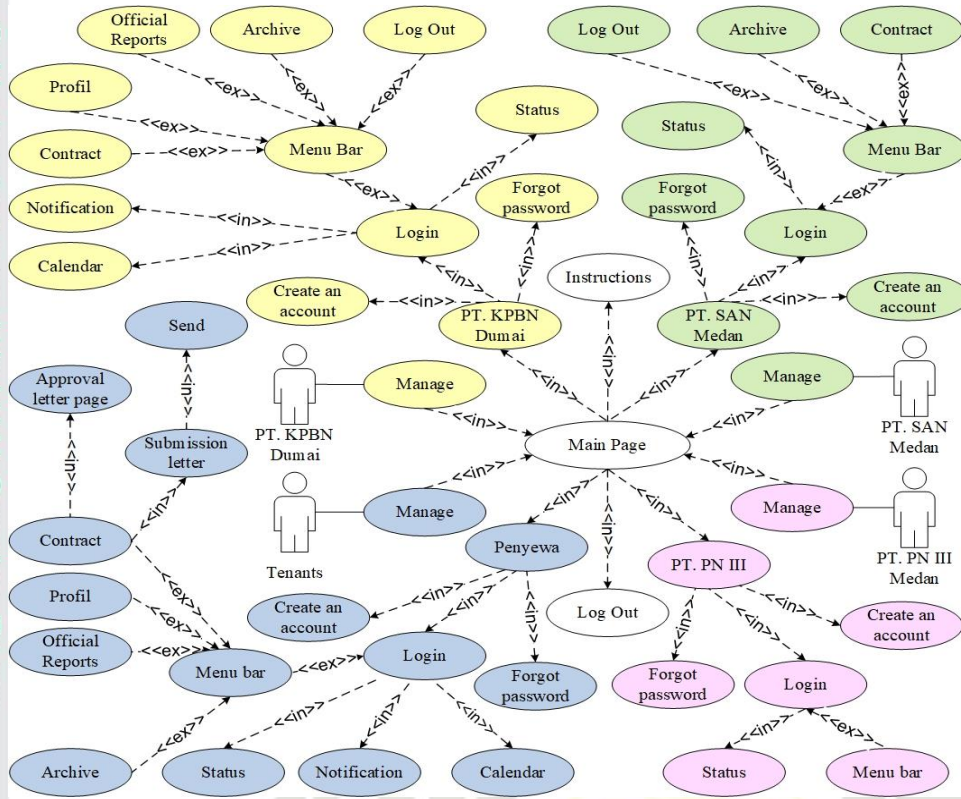 Official
Reports
Archive
Log Out
Log Out
Archive
Contract
<<ex>>
<<ex>>
<<ex>>
<<ex>>
<<ex>>
<<ex>>
Profil
<<ex>>
Status
Status
Contract
<<ex>>
Menu Bar
Menu Bar
<<in>>
<<in>>
<<ex>>
<<ex>>
Notification
<<in>>
Forgot
password
Forgot
password
Login
Login
Calendar
<<in>>
<<in>>
<<in>>
<<in>>
<<in>>
Instructions
Create an
account
<<in>>
<<in>>
Create an
account
Send
PT. KPBN
Dumai
PT. SAN
Medan
<<in>>
<<in>>
<<in>>
<<in>>
Approval
letter page
Manage
Manage
PT. KPBN
Dumai
PT. SAN
Medan
<<in>>
<<in>>
<<in>>
Submission
letter
Main Page
<<in>>
<<in>>
<<in>>
Manage
Manage
<<in>>
<<in>>
<<in>>
Contract
Penyewa
PT. PN III
Tenants
PT. PN III
Medan
<<ex>>
Profil
<<ex>>
<<in>>
<<in>>
<<in>>
Create an
account
Log Out
<<in>>
<<in>>
<<in>>
Create an
account
Official
Reports
<<ex>>
Menu bar
<<ex>>
Login
Forgot
password
Forgot
password
Login
<<ex>>
<<in>>
<<in>>
<<in>>
<<in>>
<<ex>>
Archive
Status
Notification
Calendar
Status
Menu bar